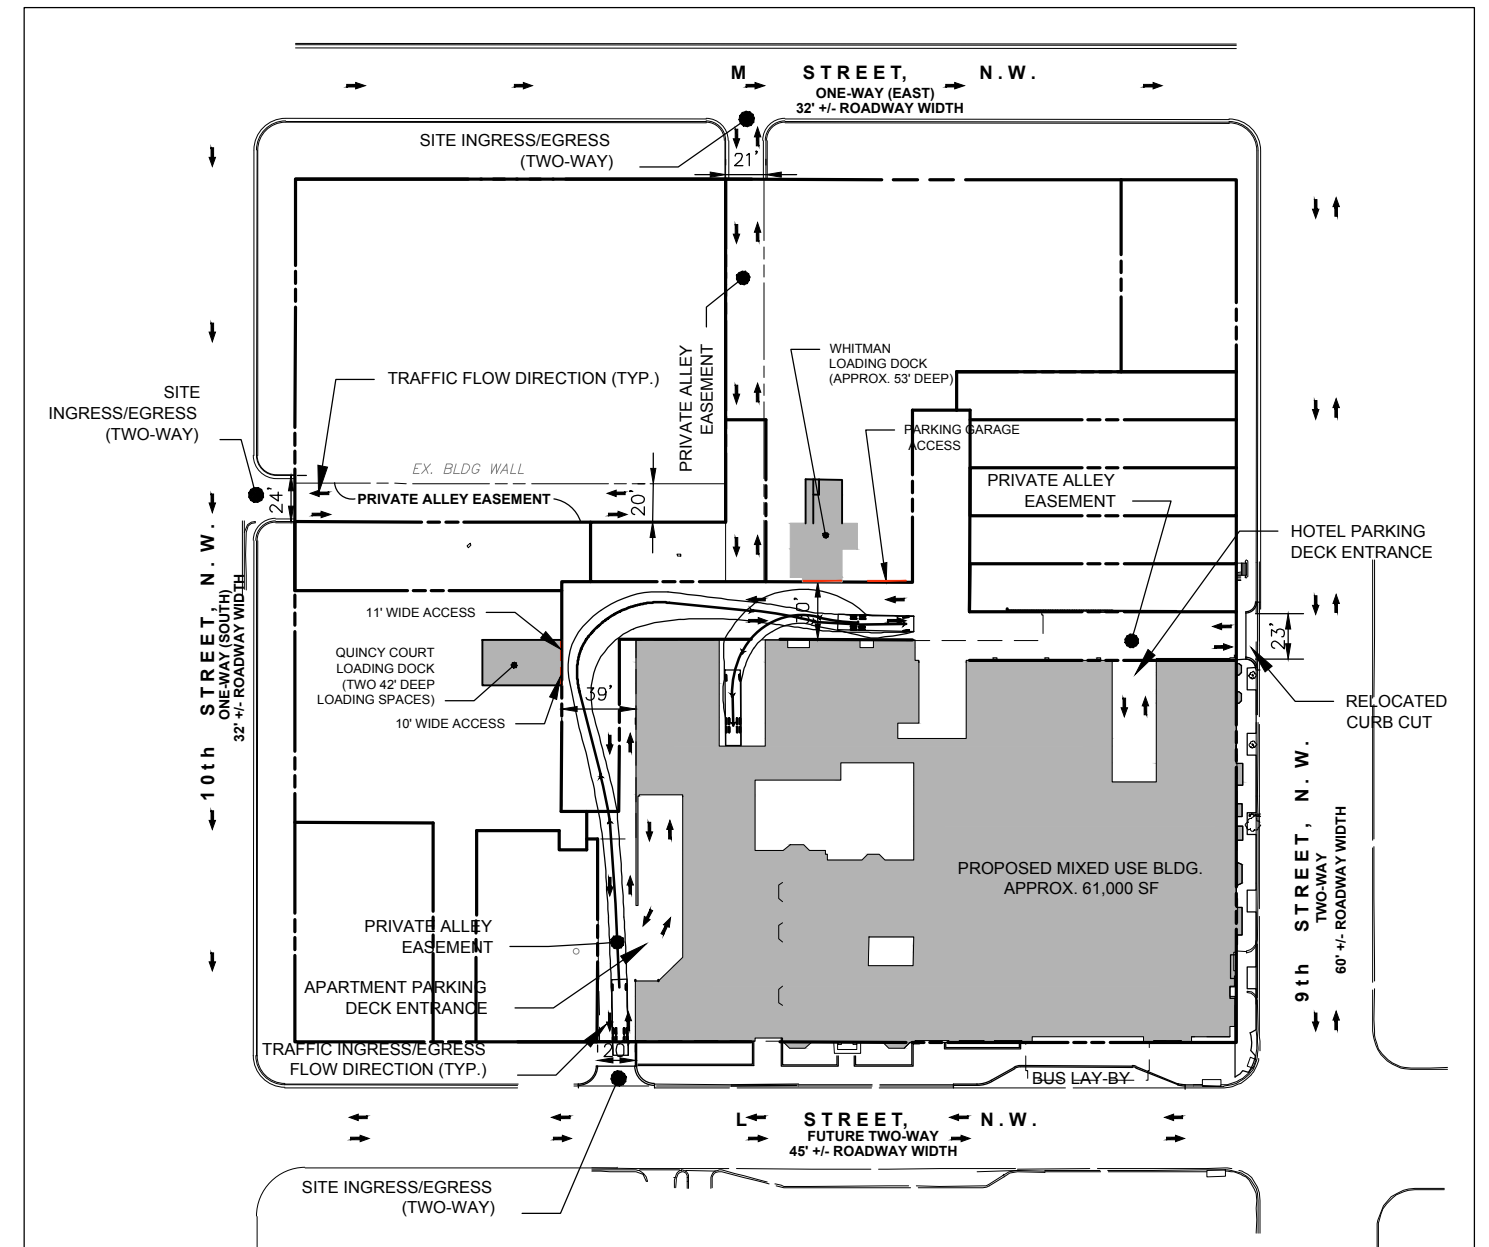 M STREET, N.W.
ONE-WAY (EAST)
32' +/- ROADWAY WIDTH
SITE INGRESS/EGRESS
(TWO-WAY)
21'
PRIVATE ALLEY
EASEMENT
WHITMAN
LOADING DOCK
(APPROX. 53' DEEP)
TRAFFIC FLOW DIRECTION (TYP.)
SITE
INGRESS/EGRESS
(TWO-WAY)
PARKING GARAGE
ACCESS
EX. BLDG WALL
PRIVATE ALLEY EASEMENT
24'
20'
PRIVATE ALLEY
EASEMENT
HOTEL PARKING
DECK ENTRANCE
10th STREET, N.W.
ONE-WAY (SOUTH)
32' +/- ROADWAY WIDTH
11' WIDE ACCESS
QUINCY COURT
LOADING DOCK
(TWO 42' DEEP
LOADING SPACES)
10' WIDE ACCESS
39'
23'
RELOCATED
CURB CUT
9th STREET, N.W.
TWO-WAY
60' +/- ROADWAY WIDTH
PROPOSED MIXED USE BLDG.
APPROX. 61,000 SF
PRIVATE ALLEY
EASEMENT
APARTMENT PARKING
DECK ENTRANCE
TRAFFIC INGRESS/EGRESS
FLOW DIRECTION (TYP.)
20'
BUS LAY-BY
L STREET, N.W.
FUTURE TWO-WAY
45' +/- ROADWAY WIDTH
SITE INGRESS/EGRESS
(TWO-WAY)